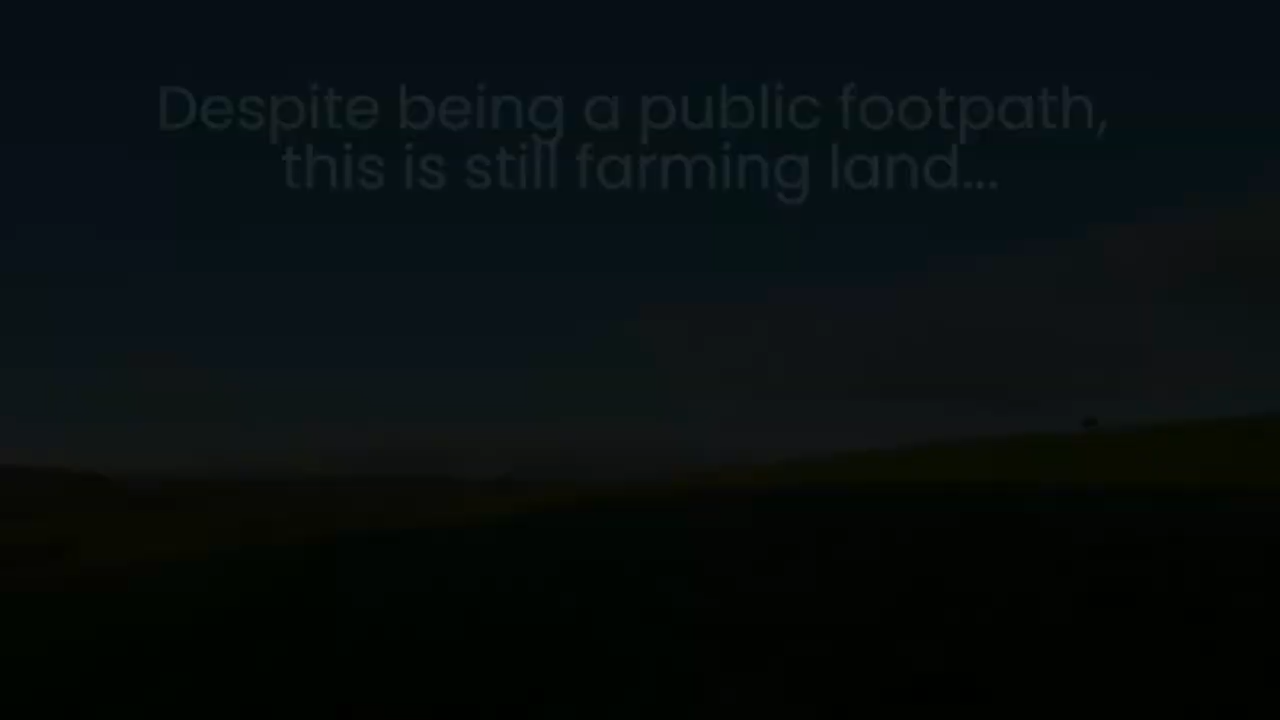 Despite being a public footpath,
this is still farming land...